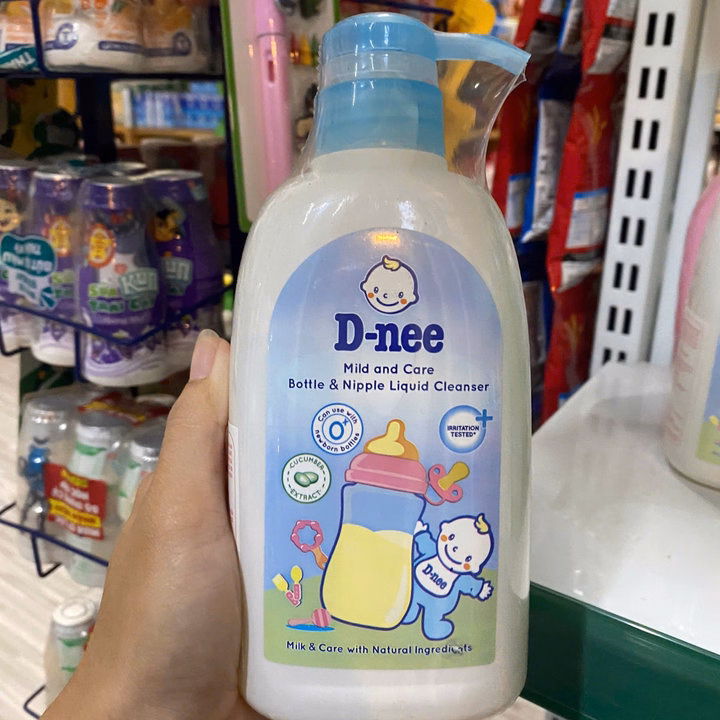 D-nee
Mild and Care
Bottle & Nipple Liquid Cleanser
Can use with
0+
newborn bottles
IRRITATION
TESTED*
CUCUMBER
EXTRACT
D-nee
Milk & Care with Natural Ingredients